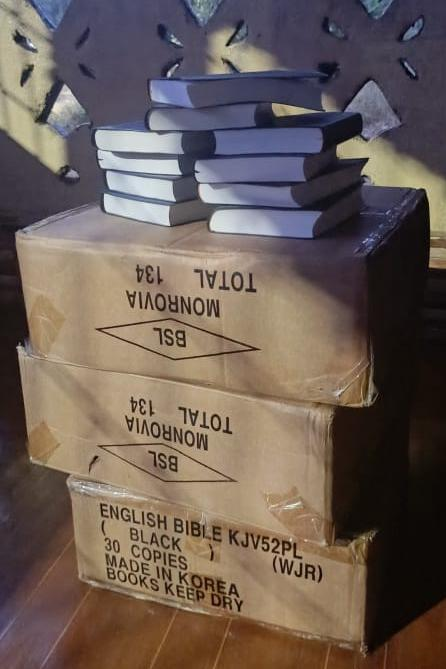 TOTAL 134
MONROVIA
BSL
TOTAL 134
MONROVIA
BSL
ENGLISH BIBLE KJV52PL
( BLACK ) (WJR)
30 COPIES
MADE IN KOREA
BOOKS KEEP DRY